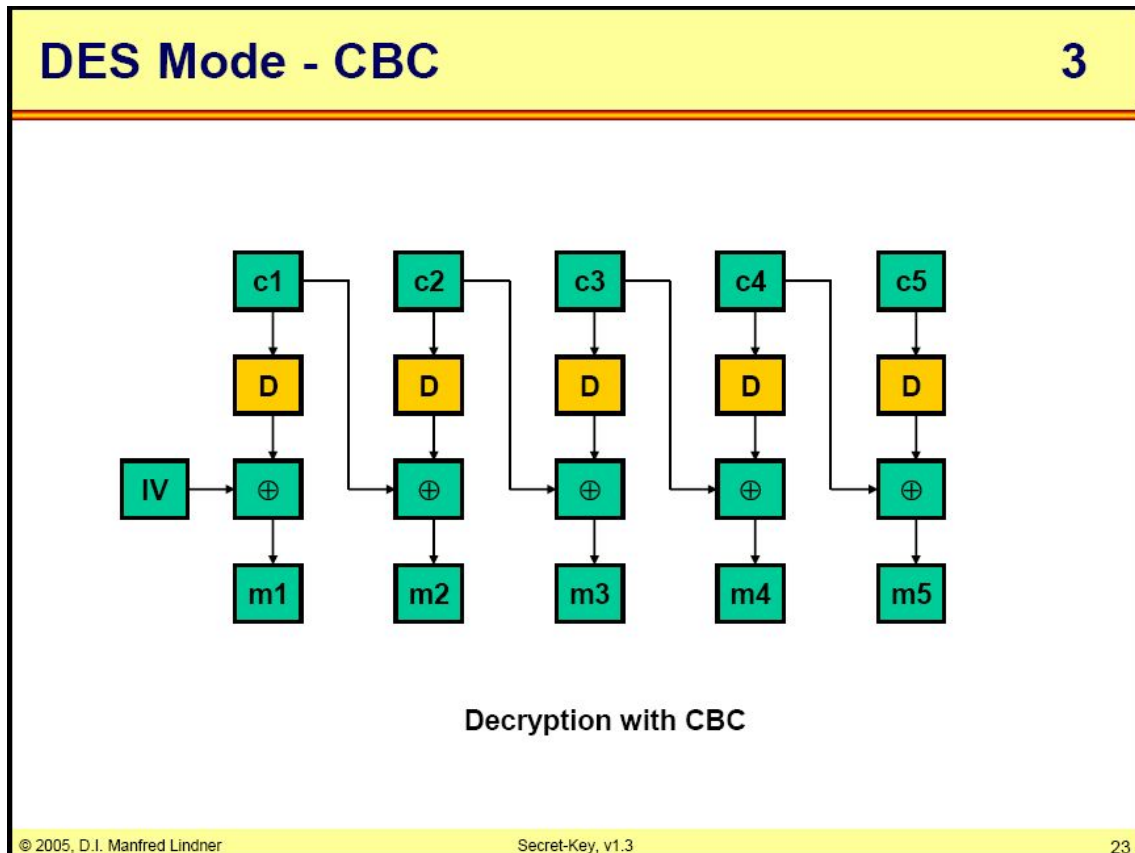 DES Mode - CBC 3
c1 c2 c3 c4 c5
D D D D D
IV ⊕ ⊕ ⊕ ⊕ ⊕
m1 m2 m3 m4 m5
Decryption with CBC
© 2005, D.I. Manfred Lindner Secret-Key, v1.3 23